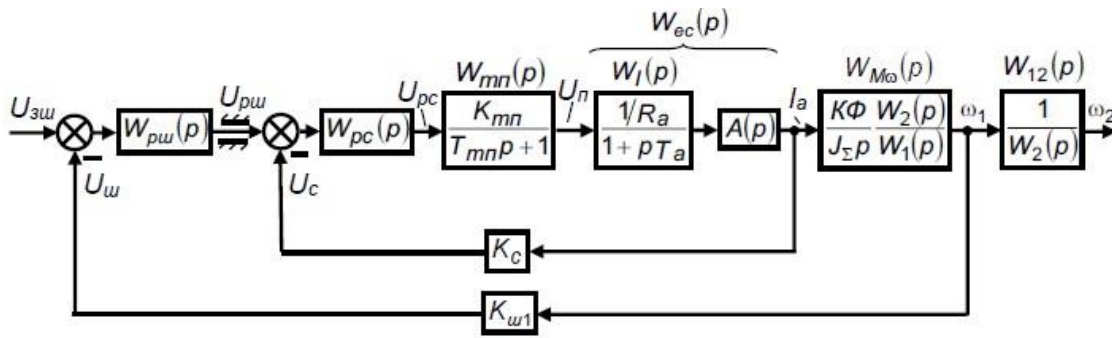 W_ес(p)
W_тп(p) W_I(p) W_Mω(p) W_12(p)
U_зш U_рш U_рс U_п I_a ω_1 ω_2
W_рш(p) W_рс(p) K_тп / (T_тп p + 1) 1/R_a / (1 + pT_a) A(p) KΦ / (J_Σ p) W_2(p) / W_1(p) 1 / W_2(p)
U_ш U_с
K_с
K_ш1